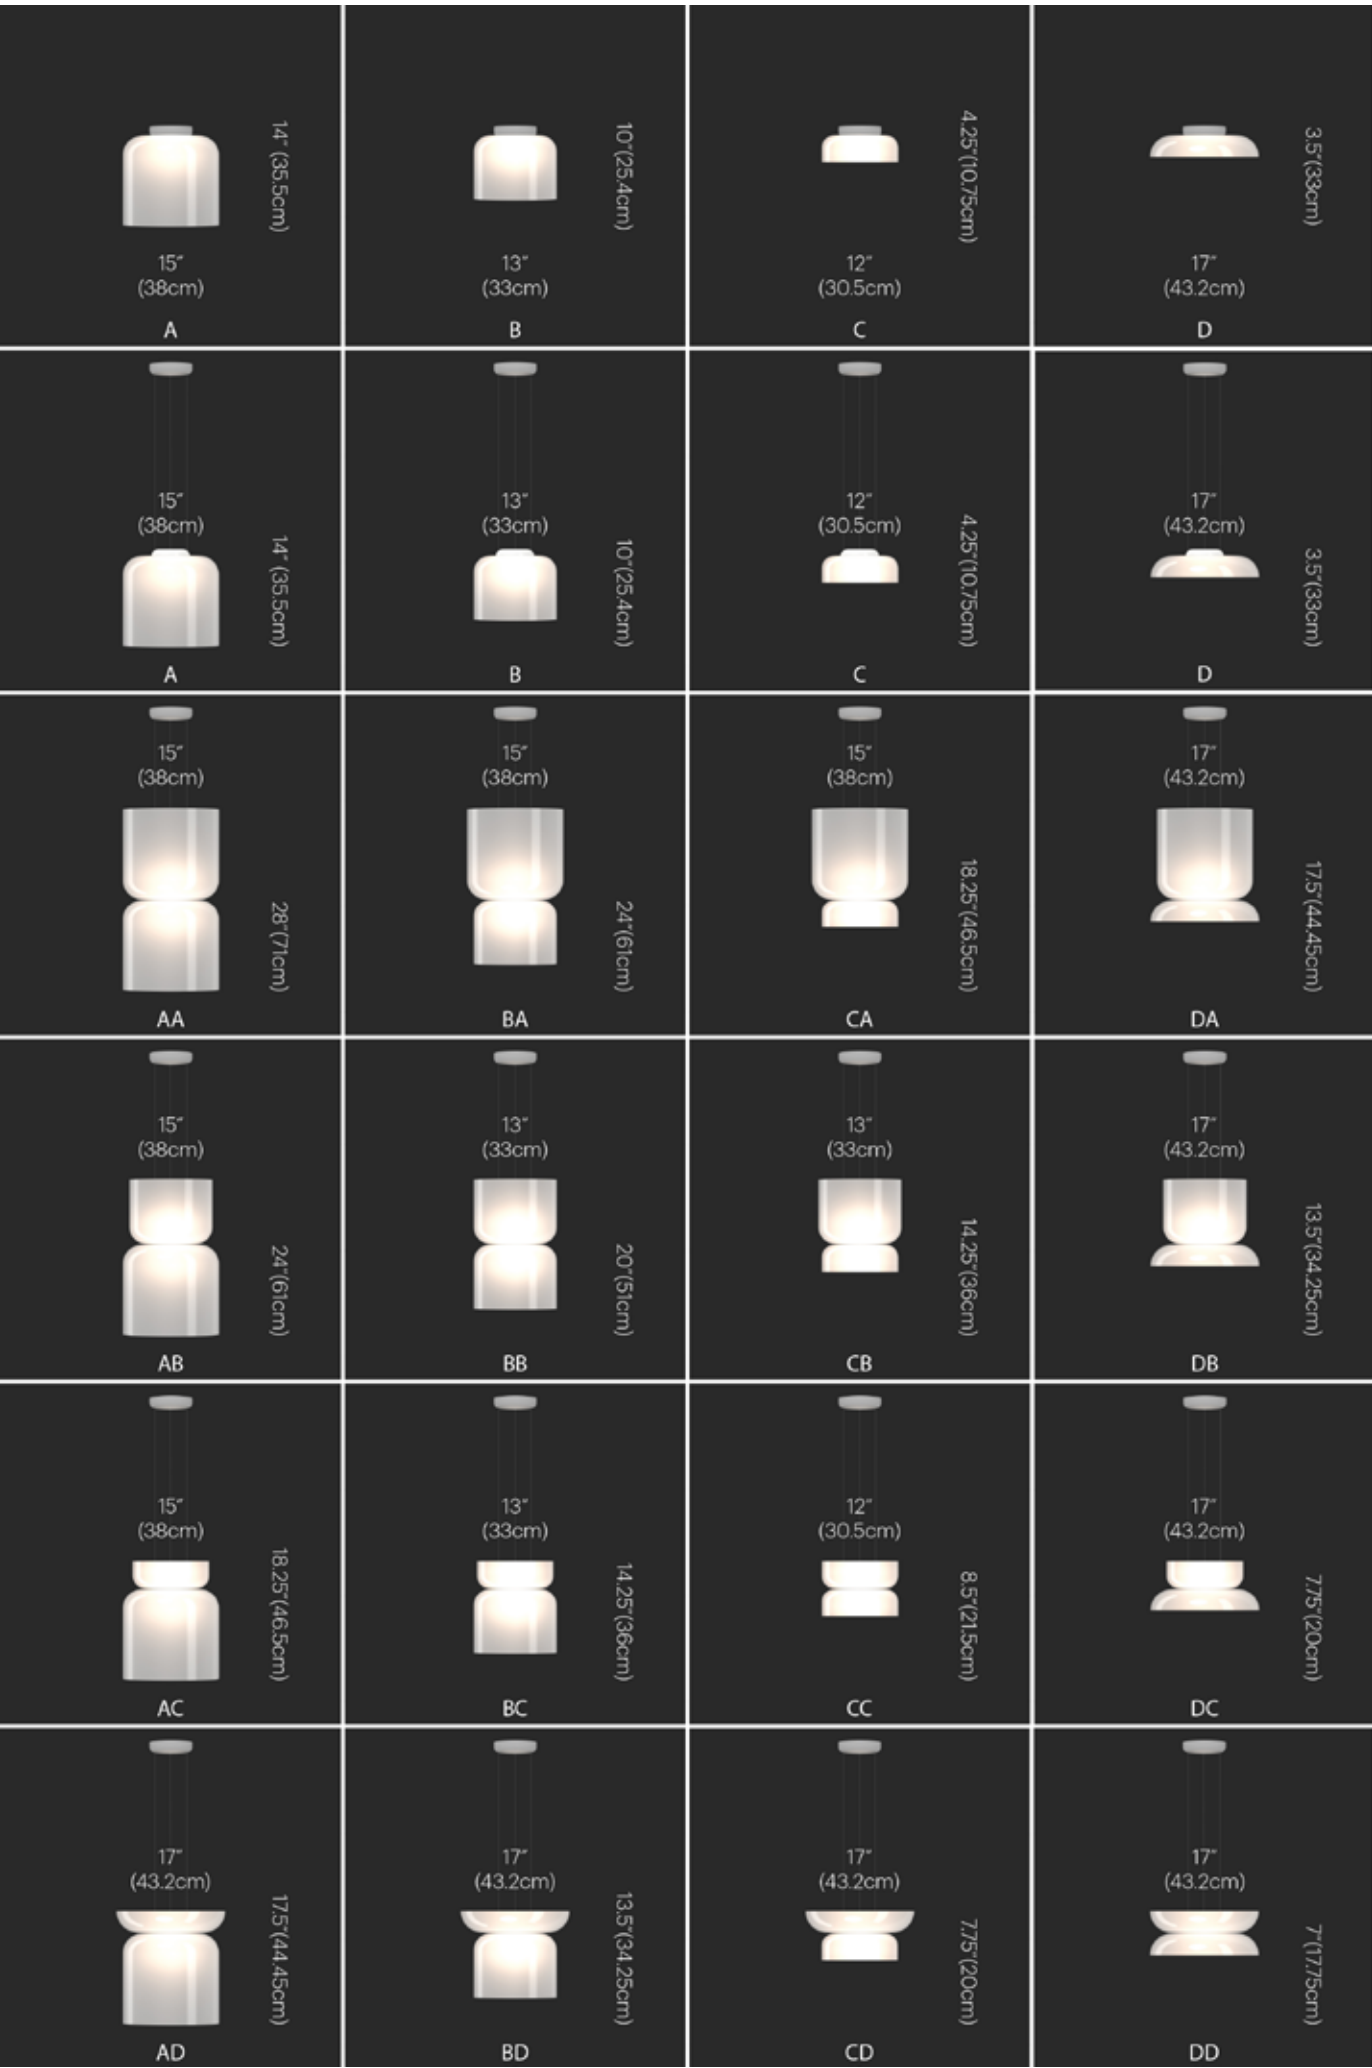 14" (35.5cm)
15"
(38cm)
A
10"(25.4cm)
13"
(33cm)
B
4.25"(10.75cm)
12"
(30.5cm)
C
3.5"(33cm)
17"
(43.2cm)
D
15"
(38cm)
14" (35.5cm)
A
13"
(33cm)
10"(25.4cm)
B
12"
(30.5cm)
4.25"(10.75cm)
C
17"
(43.2cm)
3.5"(33cm)
D
15"
(38cm)
28"(71cm)
AA
15"
(38cm)
24"(61cm)
BA
15"
(38cm)
18.25"(46.5cm)
CA
17"
(43.2cm)
17.5"(44.45cm)
DA
15"
(38cm)
24"(61cm)
AB
13"
(33cm)
20"(51cm)
BB
13"
(33cm)
14.25"(36cm)
CB
17"
(43.2cm)
13.5"(34.25cm)
DB
15"
(38cm)
18.25"(46.5cm)
AC
13"
(33cm)
14.25"(36cm)
BC
12"
(30.5cm)
8.5"(21.5cm)
CC
17"
(43.2cm)
7.75"(20cm)
DC
17"
(43.2cm)
17.5"(44.45cm)
AD
17"
(43.2cm)
13.5"(34.25cm)
BD
17"
(43.2cm)
7.75"(20cm)
CD
17"
(43.2cm)
7"(17.75cm)
DD